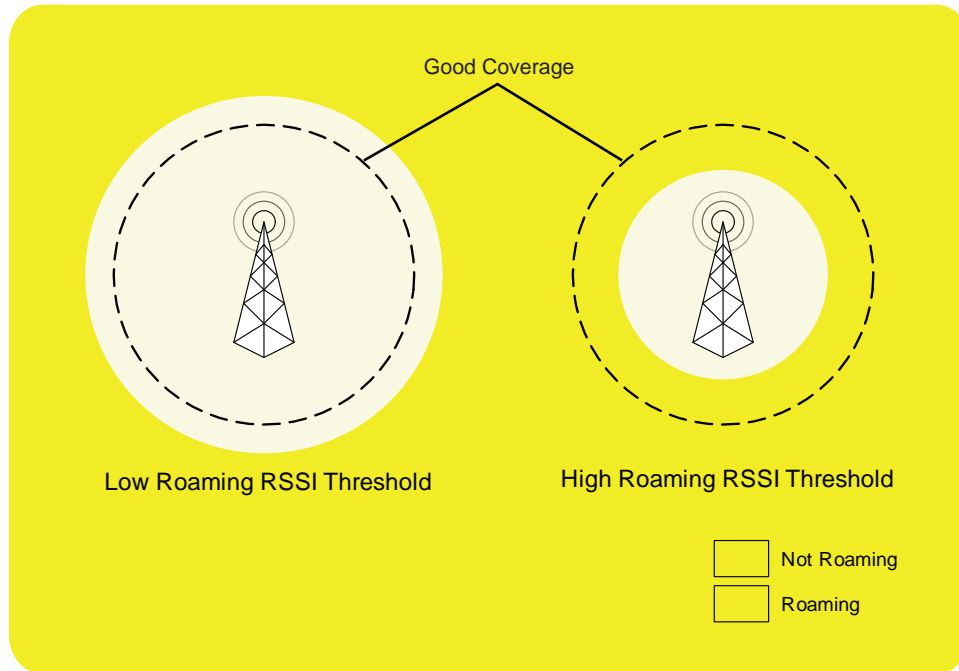 Good Coverage
Low Roaming RSSI Threshold
High Roaming RSSI Threshold
Not Roaming
Roaming